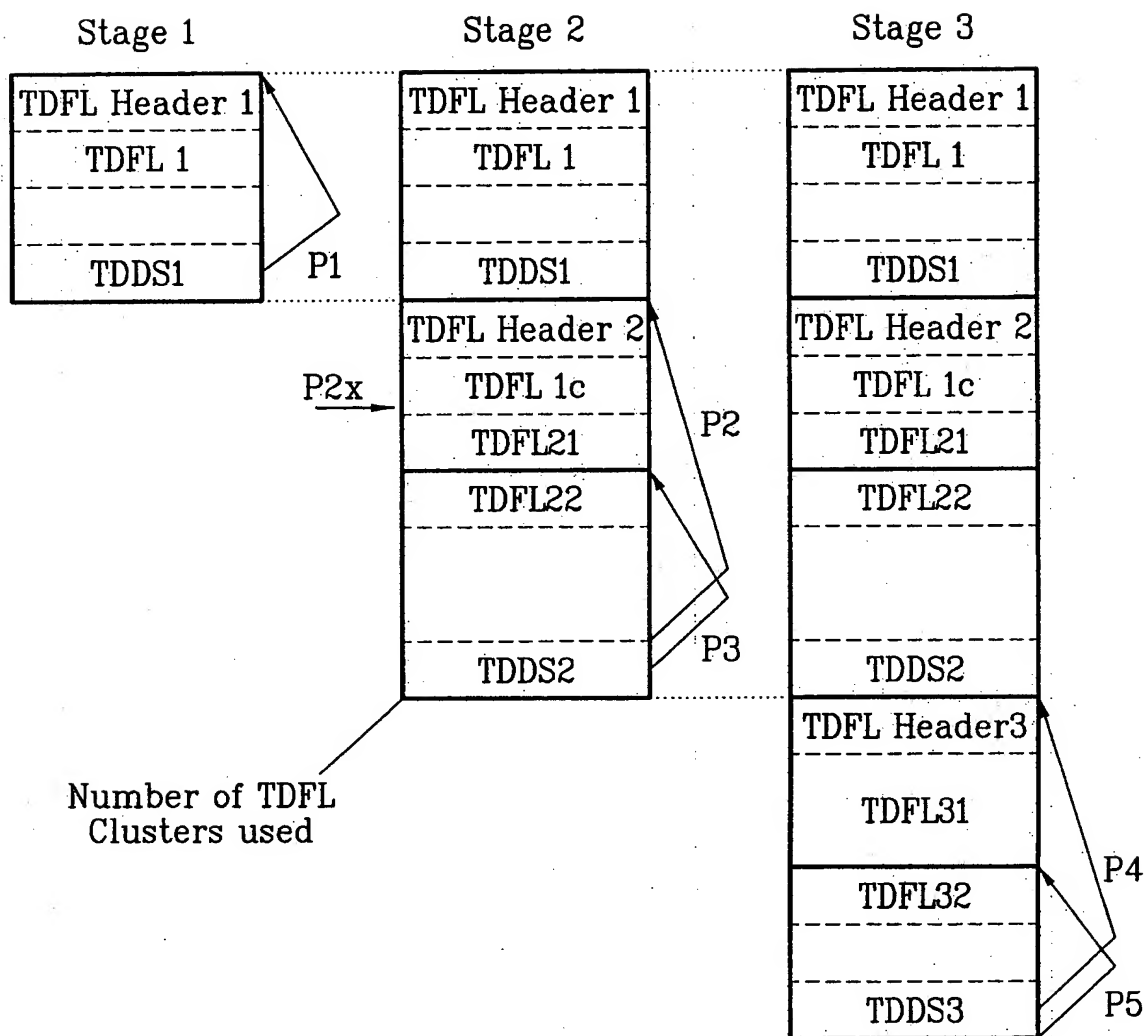 Stage 1
TDFL Header 1
TDFL 1
TDDS1
P1
Stage 2
TDFL Header 1
TDFL 1
TDDS1
TDFL Header 2
TDFL 1c
TDFL21
TDFL22
TDDS2
P2x
P2
P3
Number of TDFL
Clusters used
Stage 3
TDFL Header 1
TDFL 1
TDDS1
TDFL Header 2
TDFL 1c
TDFL21
TDFL22
TDDS2
TDFL Header3
TDFL31
TDFL32
TDDS3
P4
P5